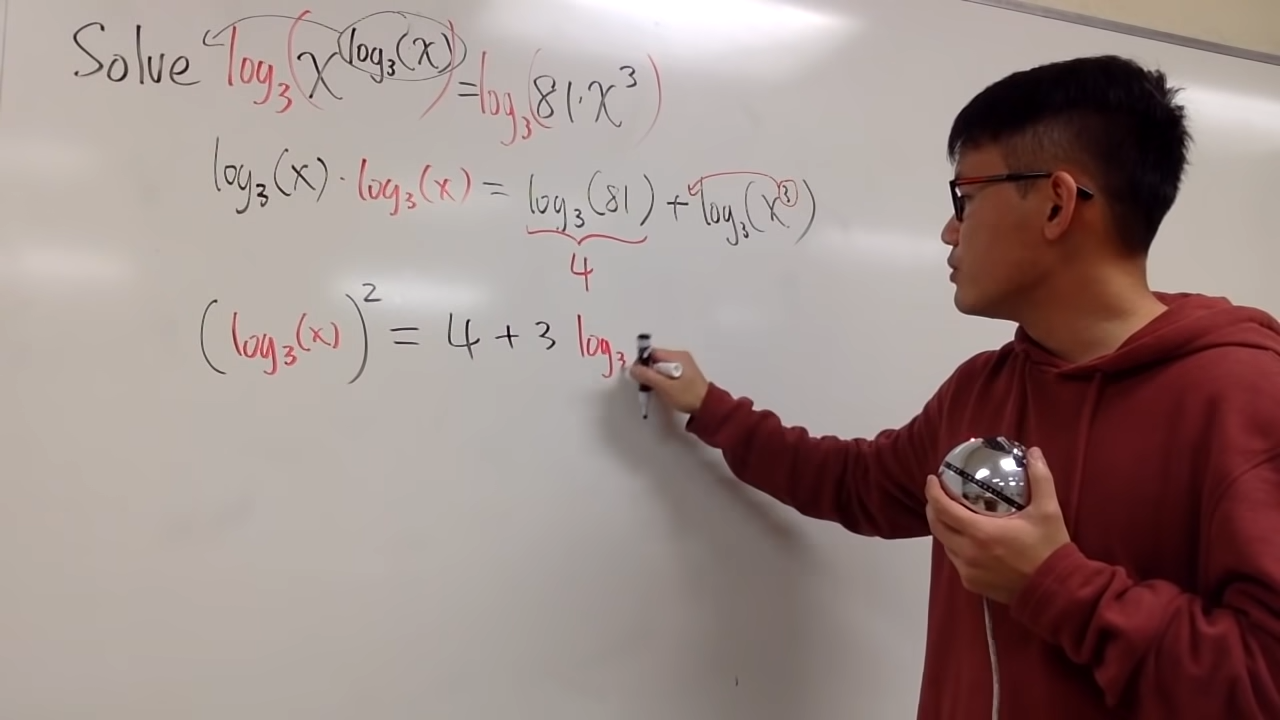 Solve log₃(x^log₃(x)) = log₃(81·x³)
log₃(x)·log₃(x) = log₃(81) + log₃(x³)
4
(log₃(x))² = 4 + 3 log₃